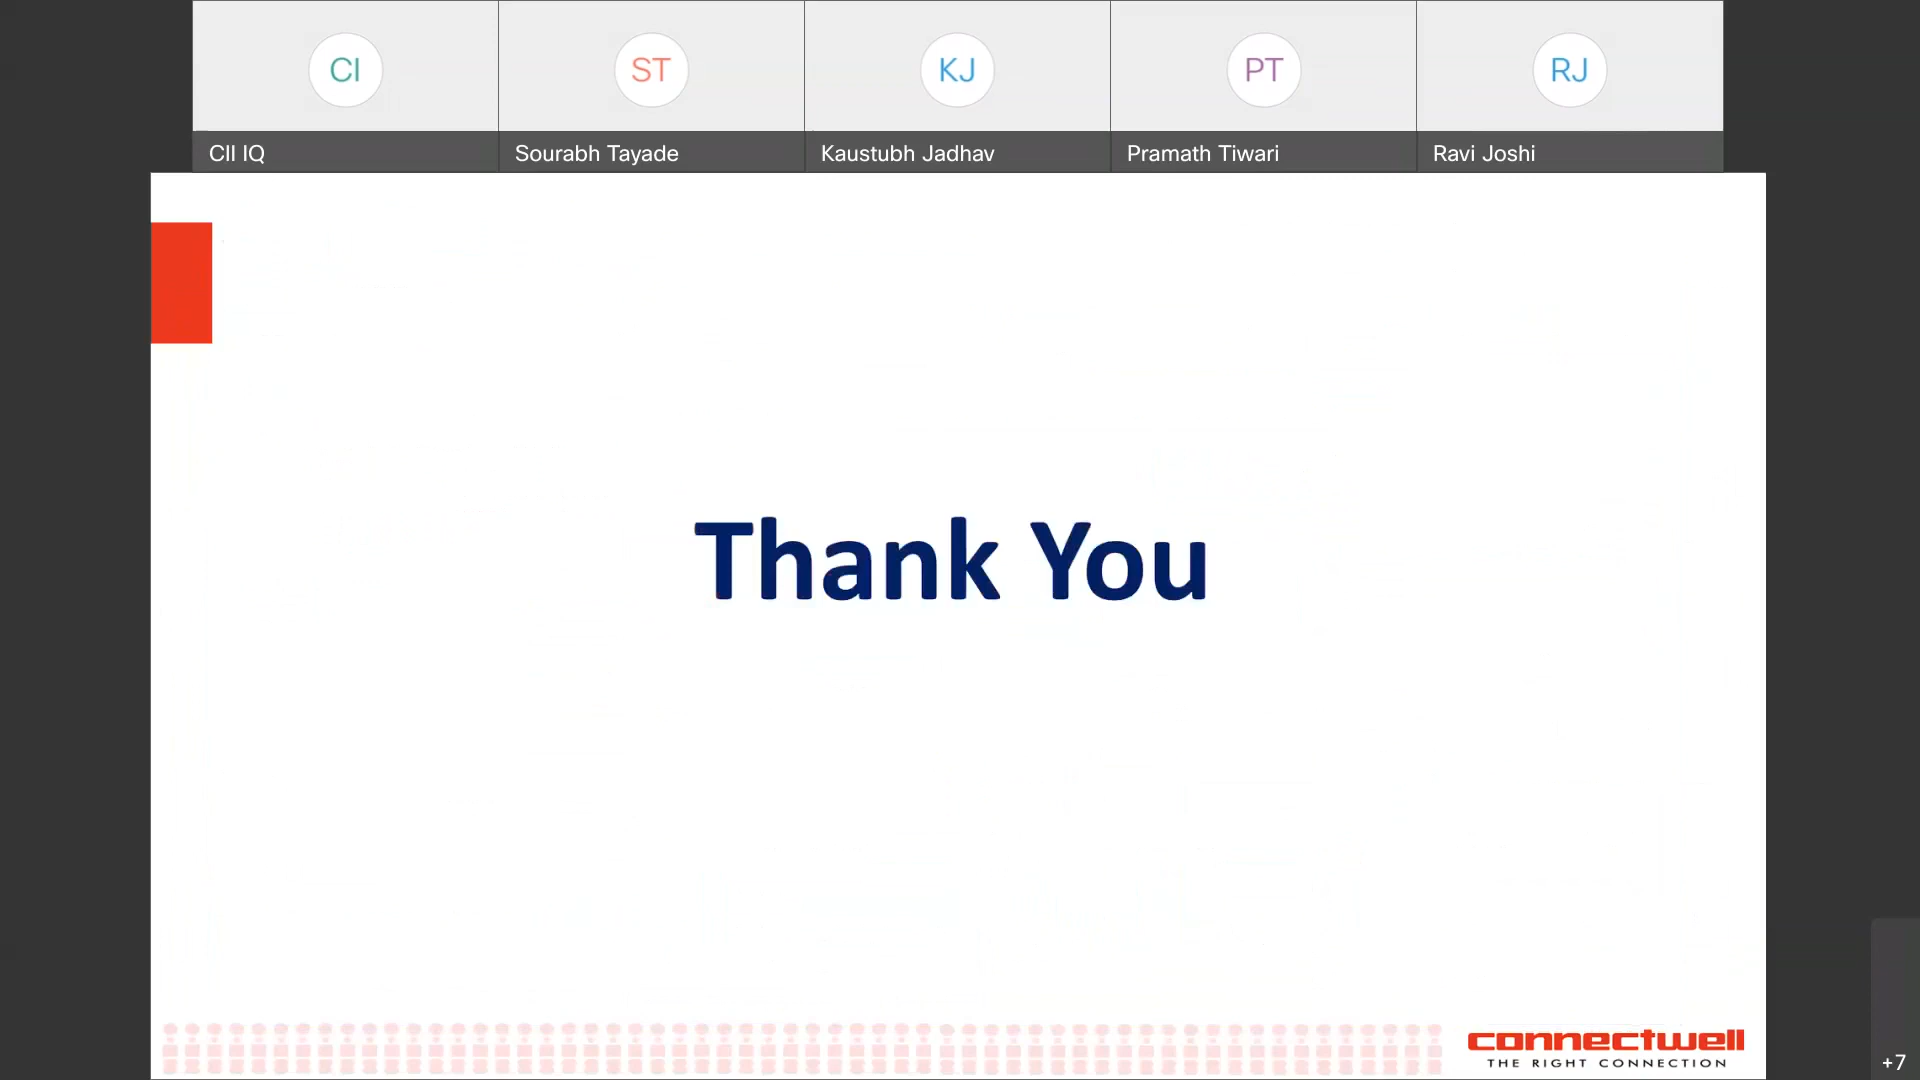 CI
ST
KJ
PT
RJ
CII IQ
Sourabh Tayade
Kaustubh Jadhav
Pramath Tiwari
Ravi Joshi
Thank You
connectwell
THE RIGHT CONNECTION
+7